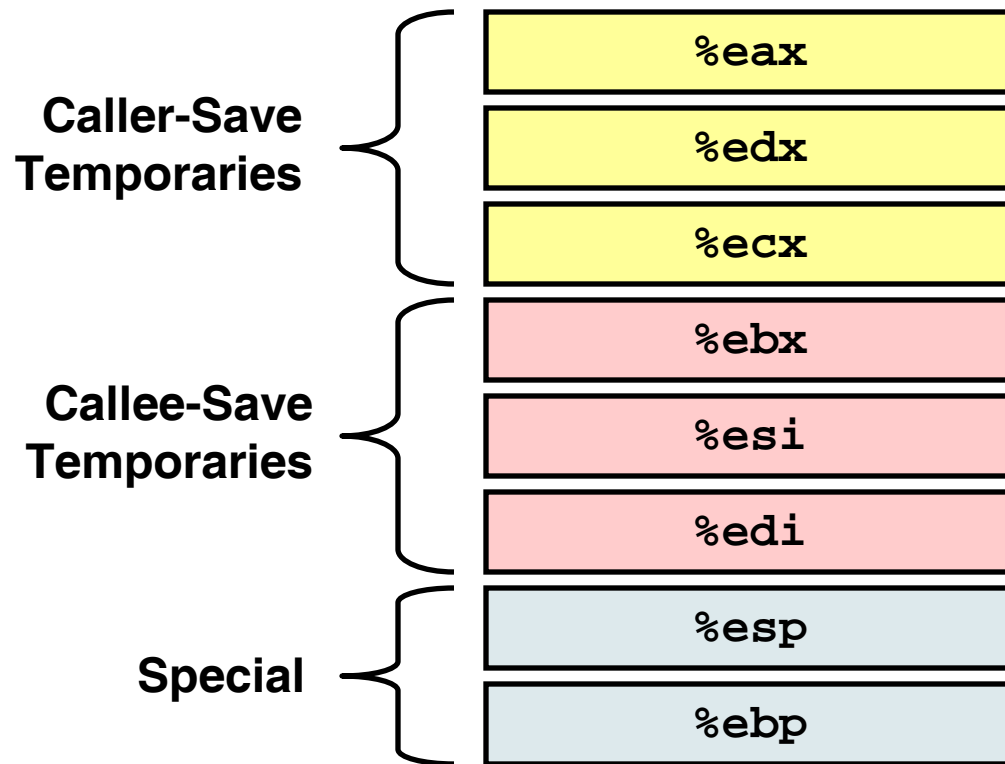 Caller-Save
Temporaries
%eax
%edx
%ecx
Callee-Save
Temporaries
%ebx
%esi
%edi
Special
%esp
%ebp